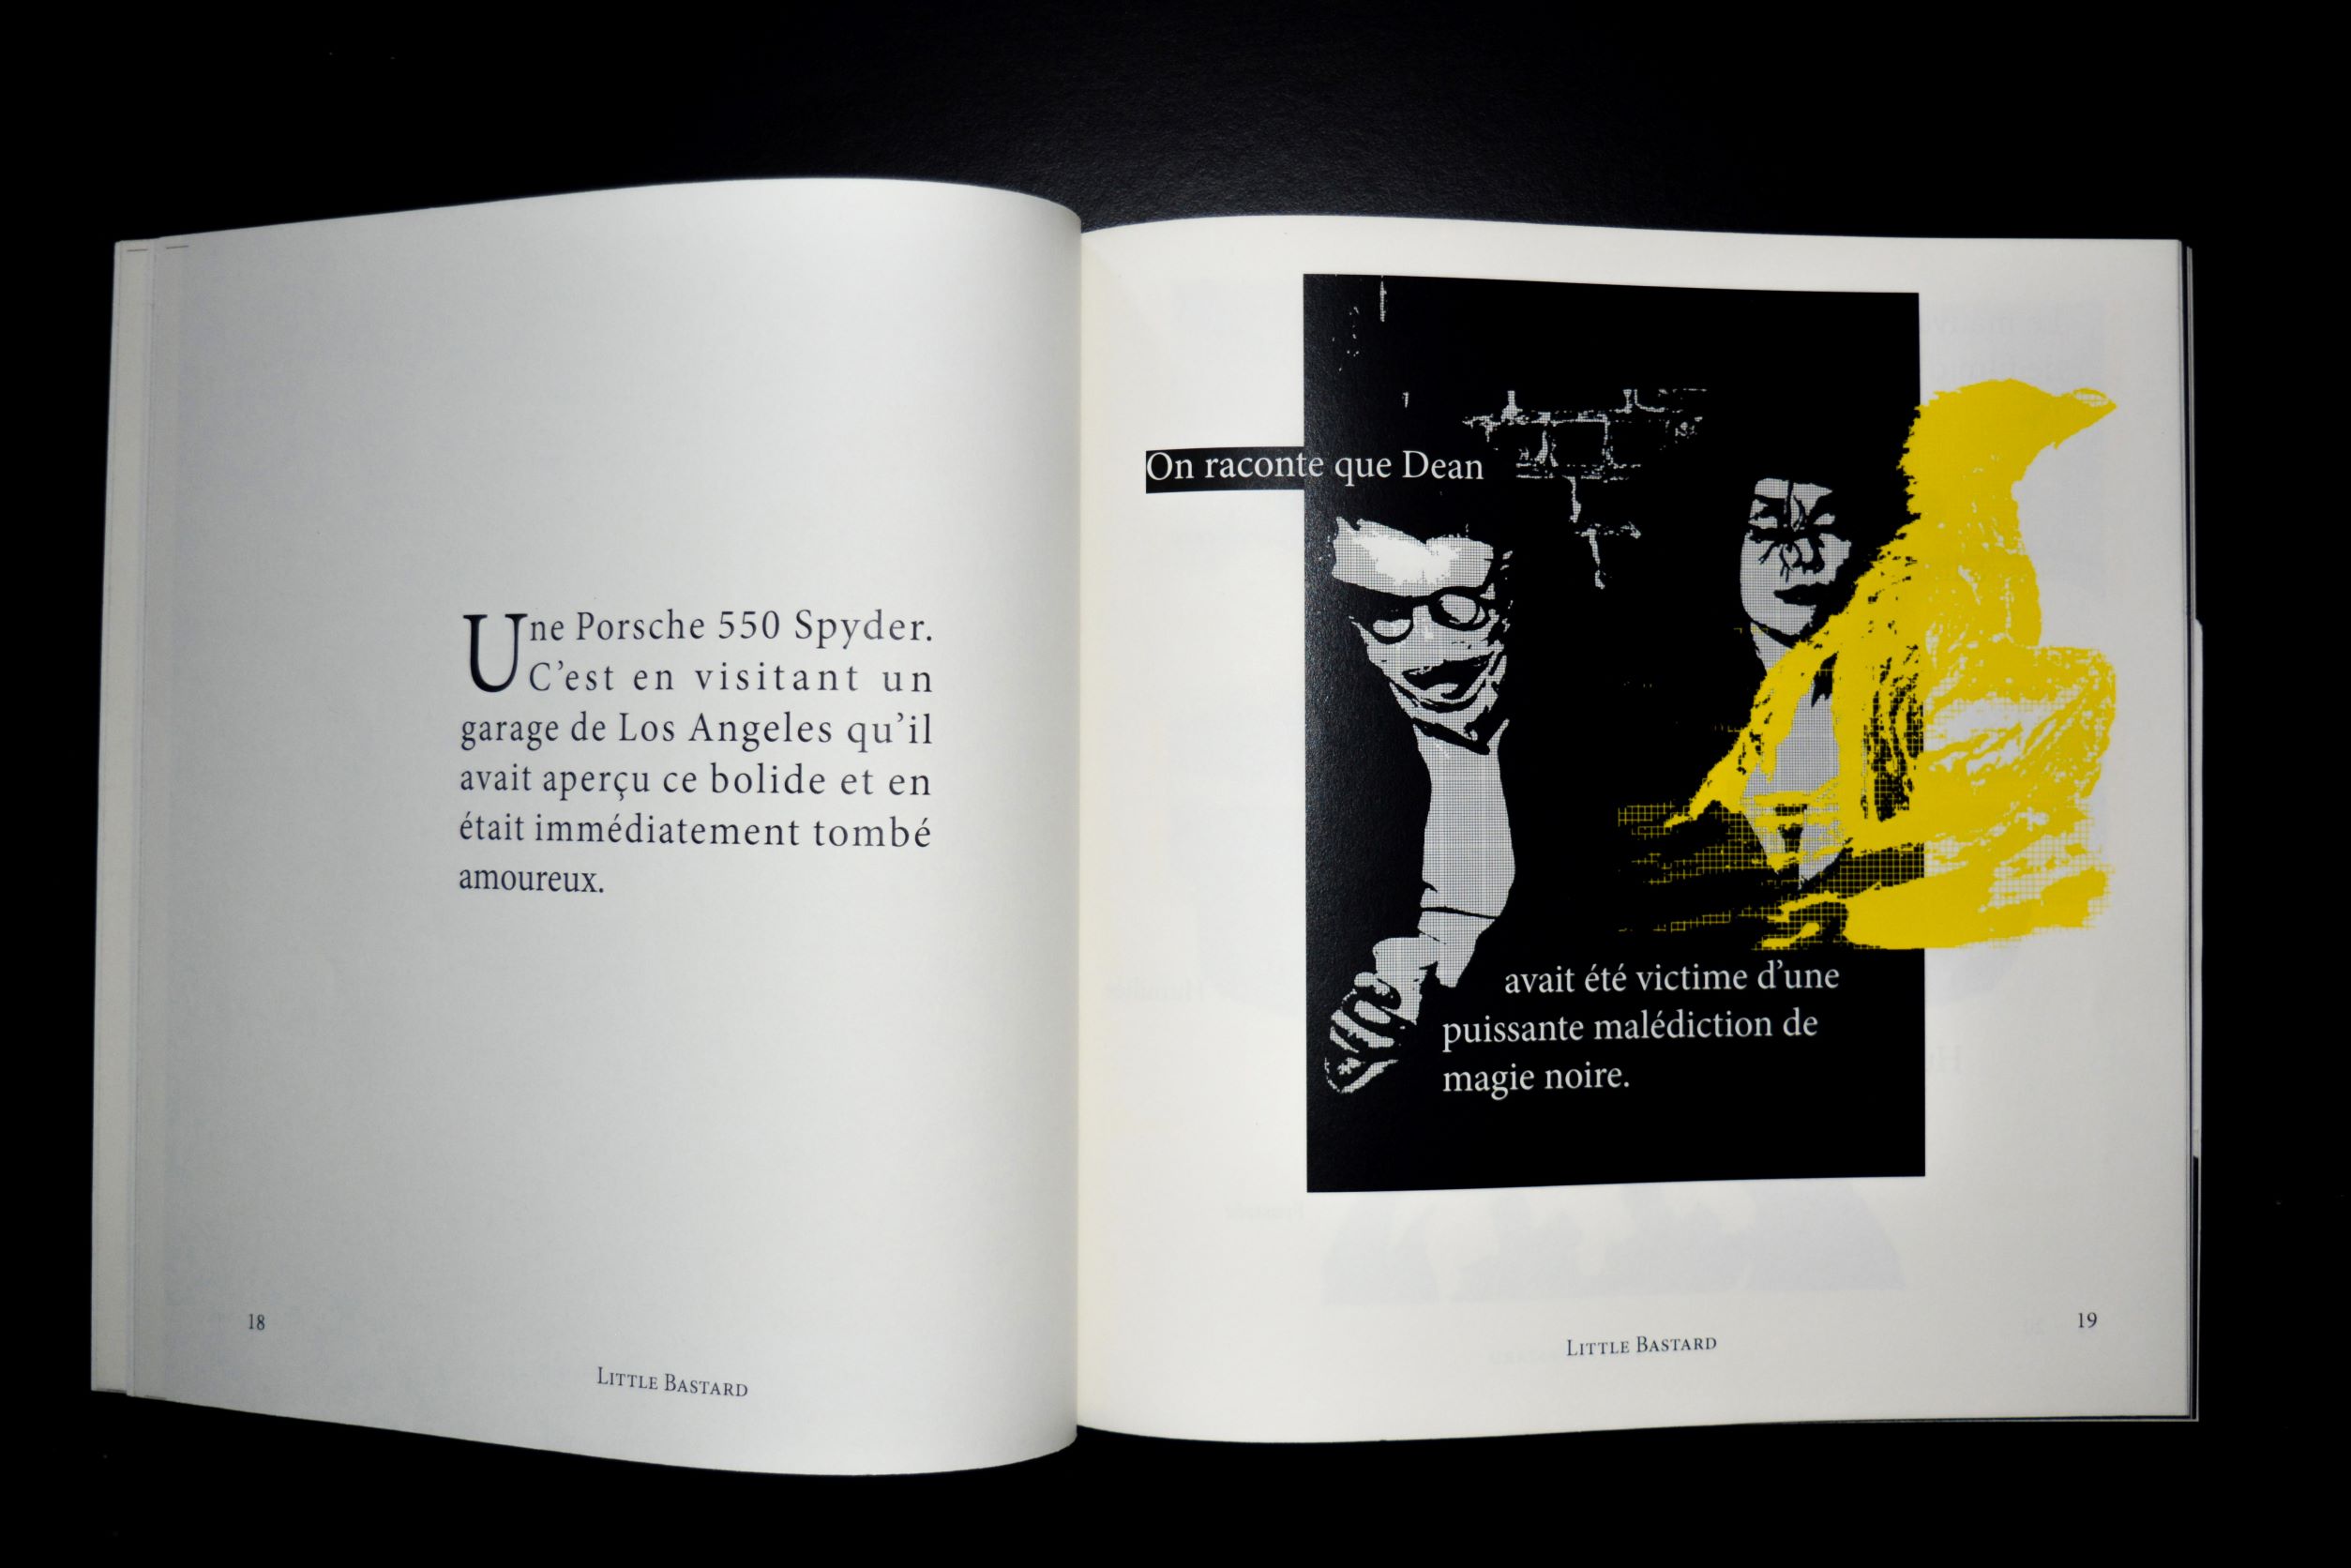 Une Porsche 550 Spyder.
C'est en visitant un
garage de Los Angeles qu'il
avait aperçu ce bolide et en
était immédiatement tombé
amoureux.
18
LITTLE BASTARD
On raconte que Dean
avait été victime d'une
puissante malédiction de
magie noire.
19
LITTLE BASTARD